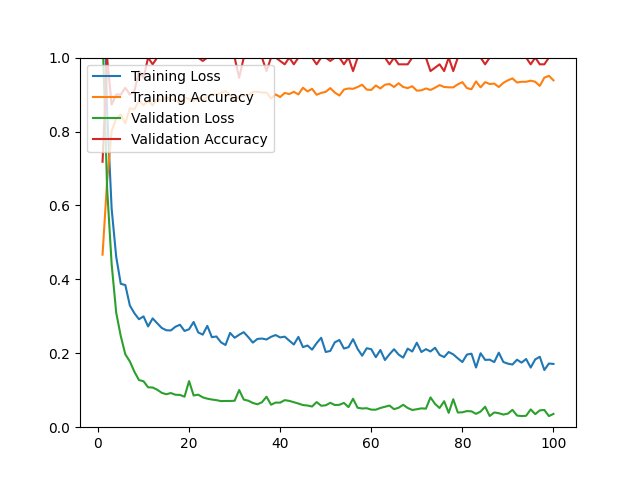 1.0
0.8
0.6
0.4
0.2
0.0
Training Loss
Training Accuracy
Validation Loss
Validation Accuracy
0 20 40 60 80 100